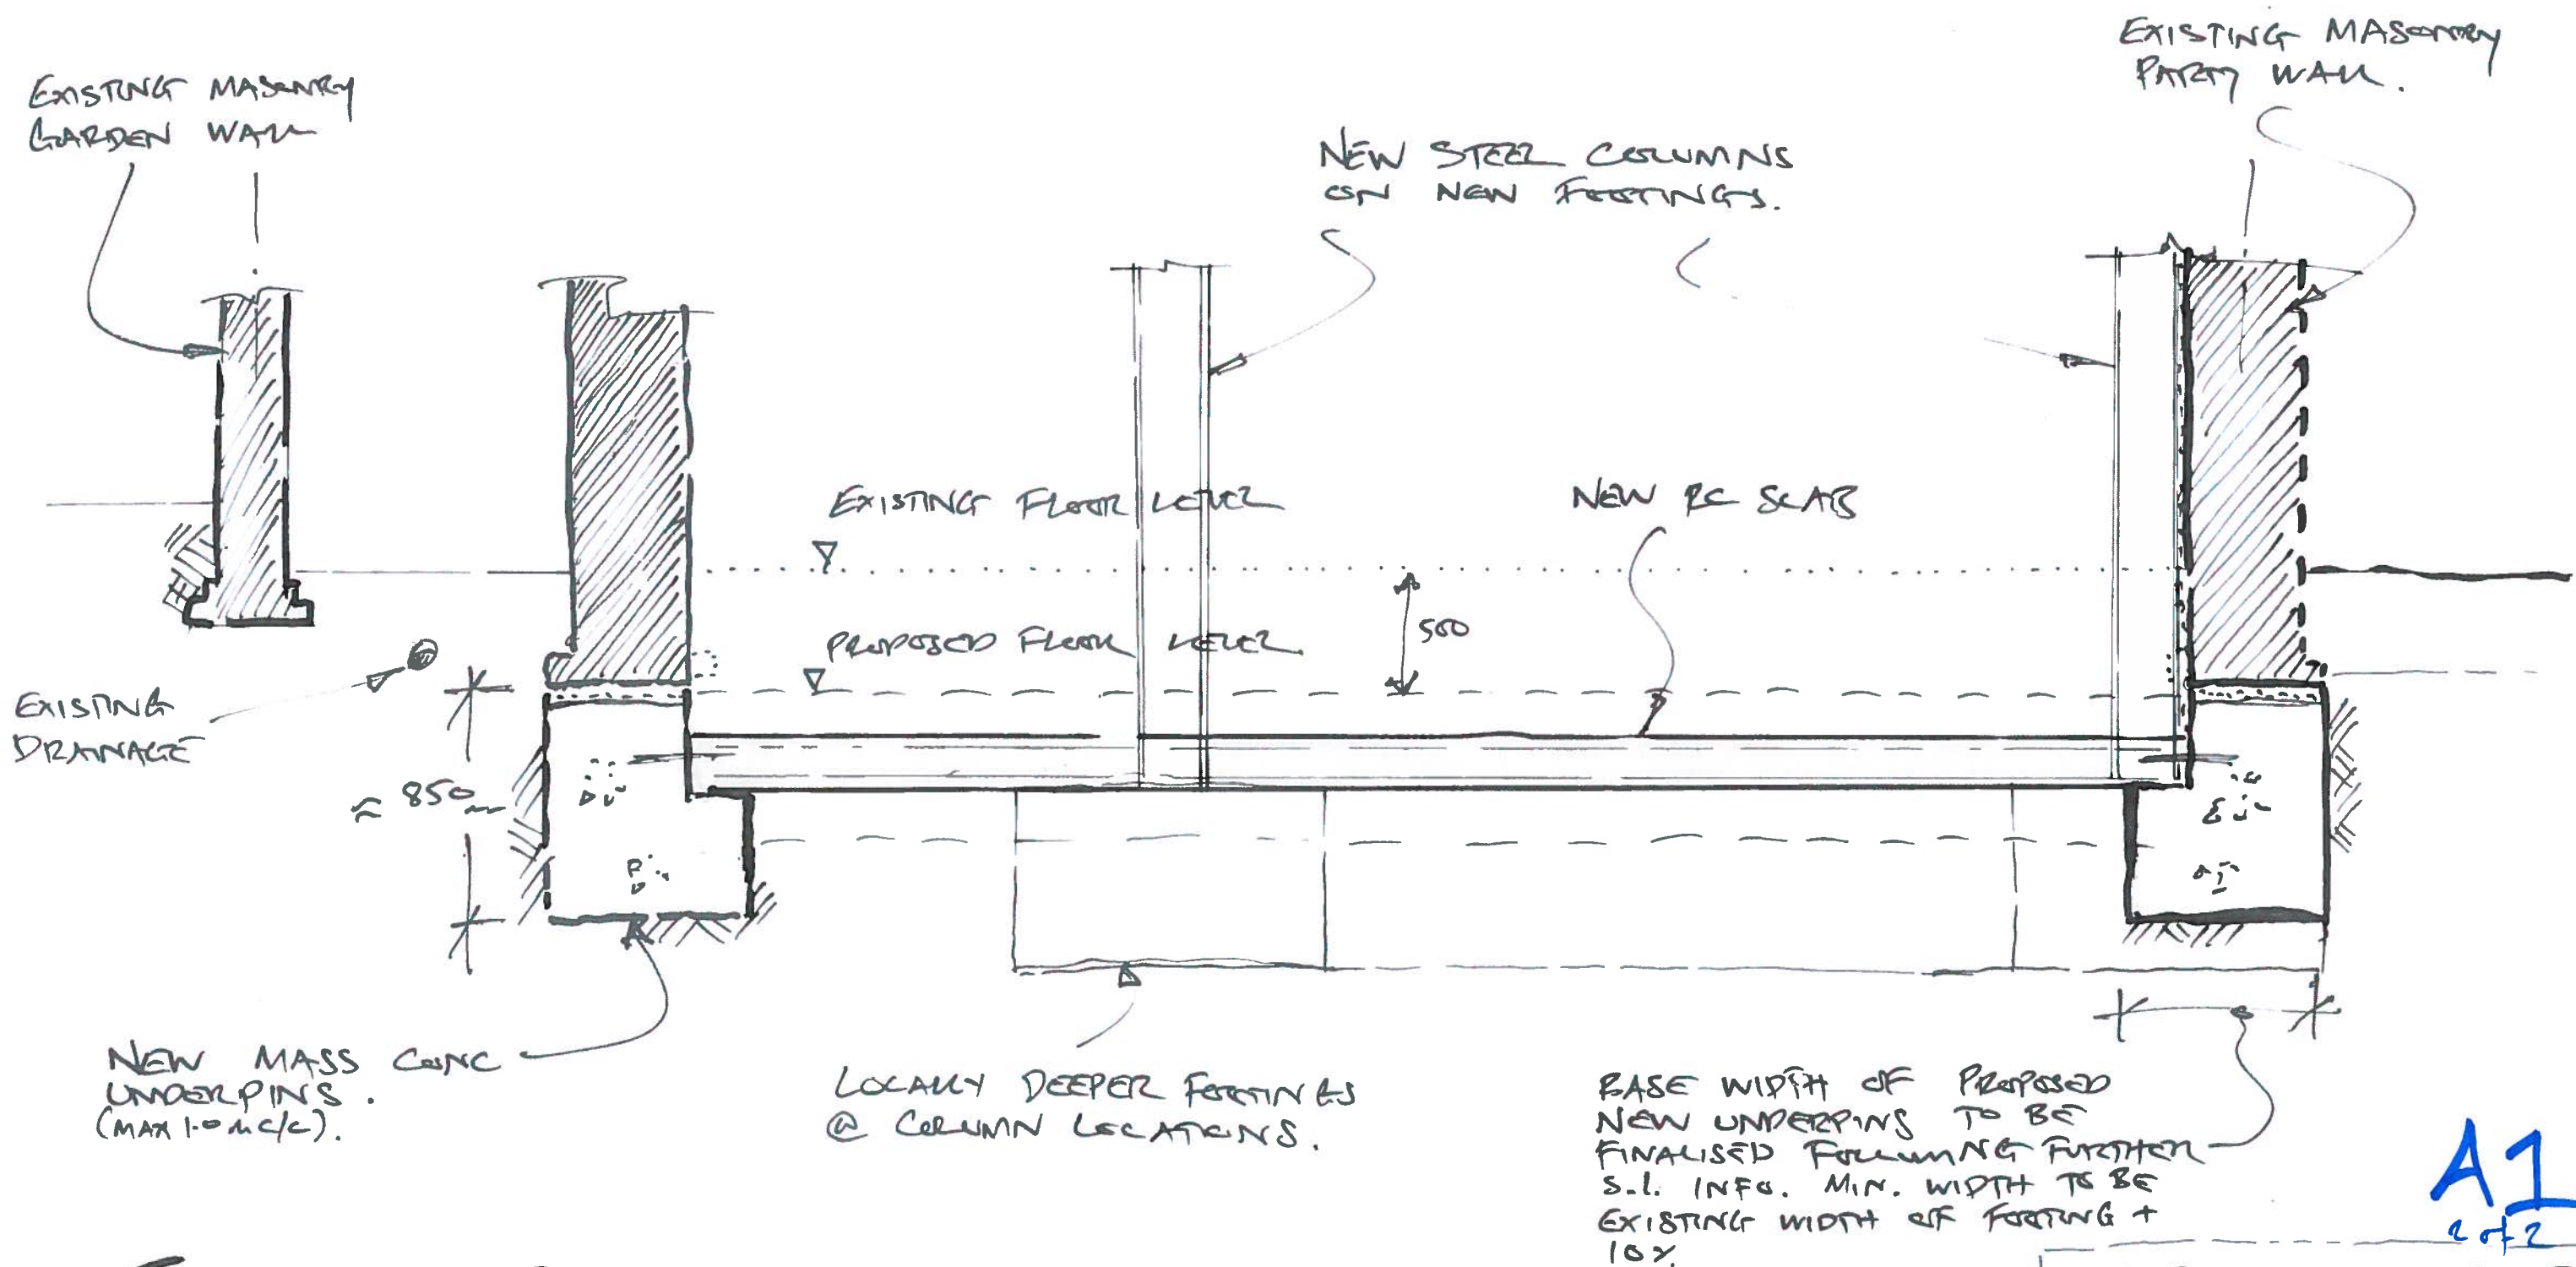 EXISTING MASONRY
GARDEN WALL
EXISTING MASONRY
PARTY WALL.
NEW STEEL COLUMNS
ON NEW FOOTINGS.
EXISTING FLOOR LEVEL
NEW RC SLAB
500
PROPOSED FLOOR LEVEL
EXISTING
DRAINAGE
≈ 850
NEW MASS CONC
UNDERPINS.
(MAX 1.0m c/c).
LOCALLY DEEPER FOOTINGS
@ COLUMN LOCATIONS.
BASE WIDTH OF PROPOSED
NEW UNDERPINS TO BE
FINALISED FOLLOWING FURTHER
S.I. INFO. MIN. WIDTH TO BE
EXISTING WIDTH OF FOOTING +
10%
A1
2 of 2